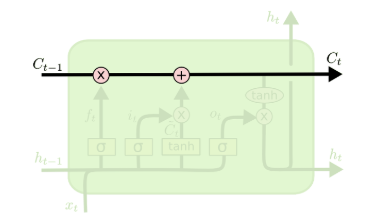 h_t
C_{t-1} × + C_t
tanh
f_t i_t × o_t ×
C̃_t
σ σ tanh σ
h_{t-1} h_t
x_t